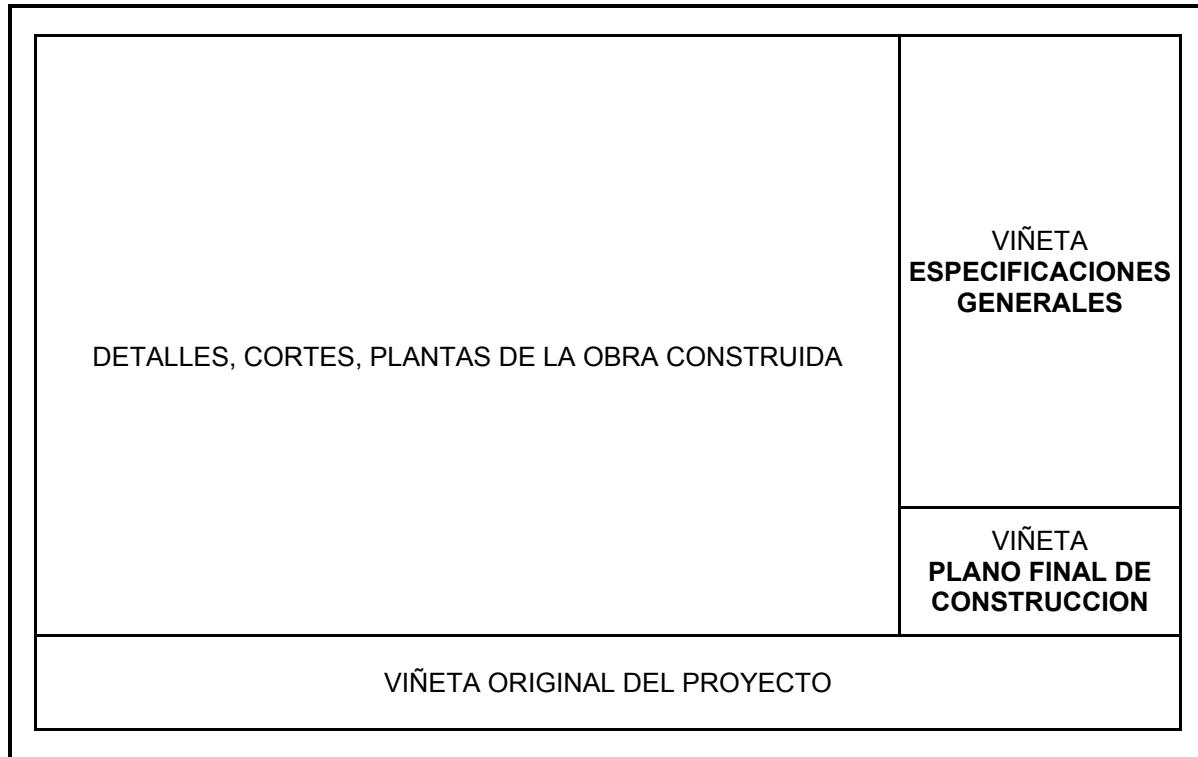 VIÑETA
ESPECIFICACIONES
GENERALES
DETALLES, CORTES, PLANTAS DE LA OBRA CONSTRUIDA
VIÑETA
PLANO FINAL DE
CONSTRUCCION
VIÑETA ORIGINAL DEL PROYECTO